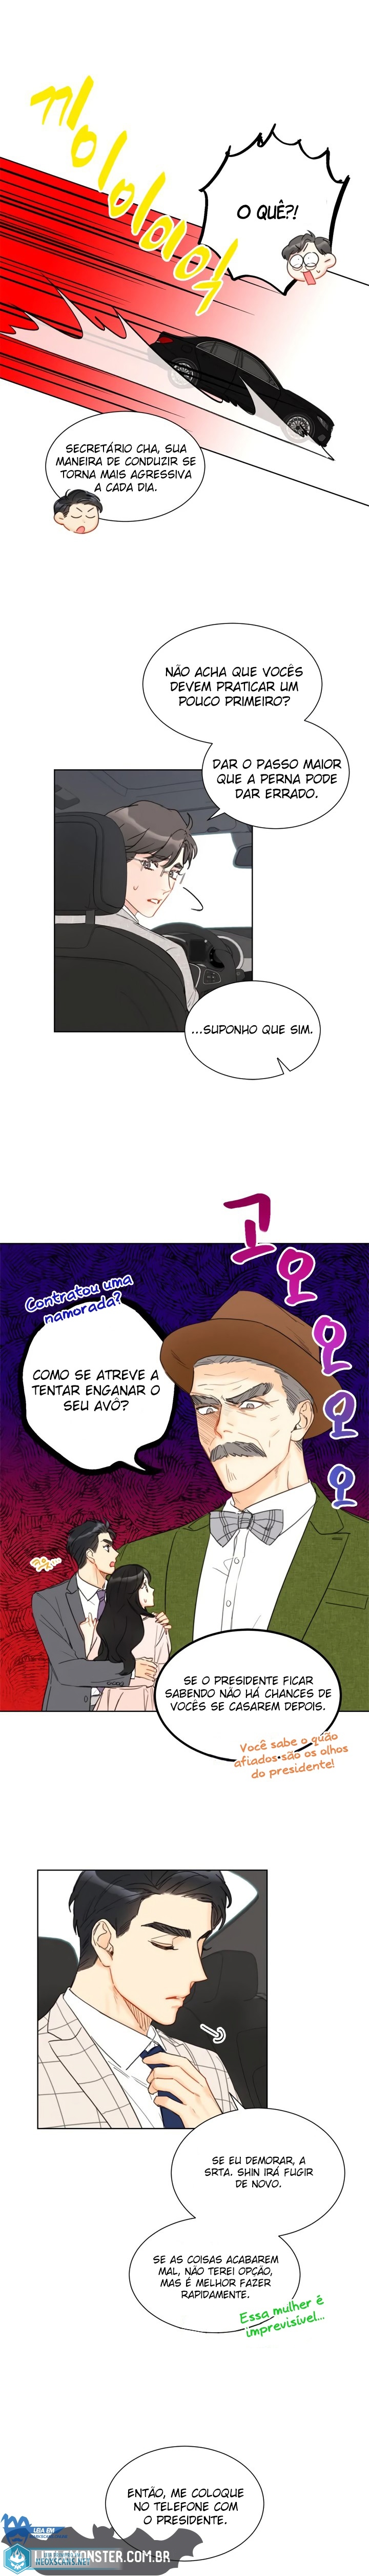 끼이이이익
O QUÊ?!
SECRETÁRIO CHA, SUA
MANEIRA DE CONDUZIR SE
TORNA MAIS AGRESSIVA
A CADA DIA.
NÃO ACHA QUE VOCÊS
DEVEM PRATICAR UM
POUCO PRIMEIRO?
DAR O PASSO MAIOR
QUE A PERNA PODE
DAR ERRADO.
...SUPONHO QUE SIM.
고오오오오
Contratou uma
namorada?
COMO SE ATREVE A
TENTAR ENGANAR O
SEU AVÔ?
SE O PRESIDENTE FICAR
SABENDO NÃO HÁ CHANCES DE
VOCÊS SE CASAREM DEPOIS.
Você sabe o quão
afiados são os olhos
do presidente!
SE EU DEMORAR, A
SRTA. SHIN IRÁ FUGIR
DE NOVO.
SE AS COISAS ACABAREM
MAL, NÃO TEREI OPÇÃO,
MAS É MELHOR FAZER
RAPIDAMENTE.
Essa mulher é
imprevisível...
ENTÃO, ME COLOQUE
NO TELEFONE COM
O PRESIDENTE.
LEIA EM
LITTLEMONSTER.COM.BR
NEOXSCANS.NET